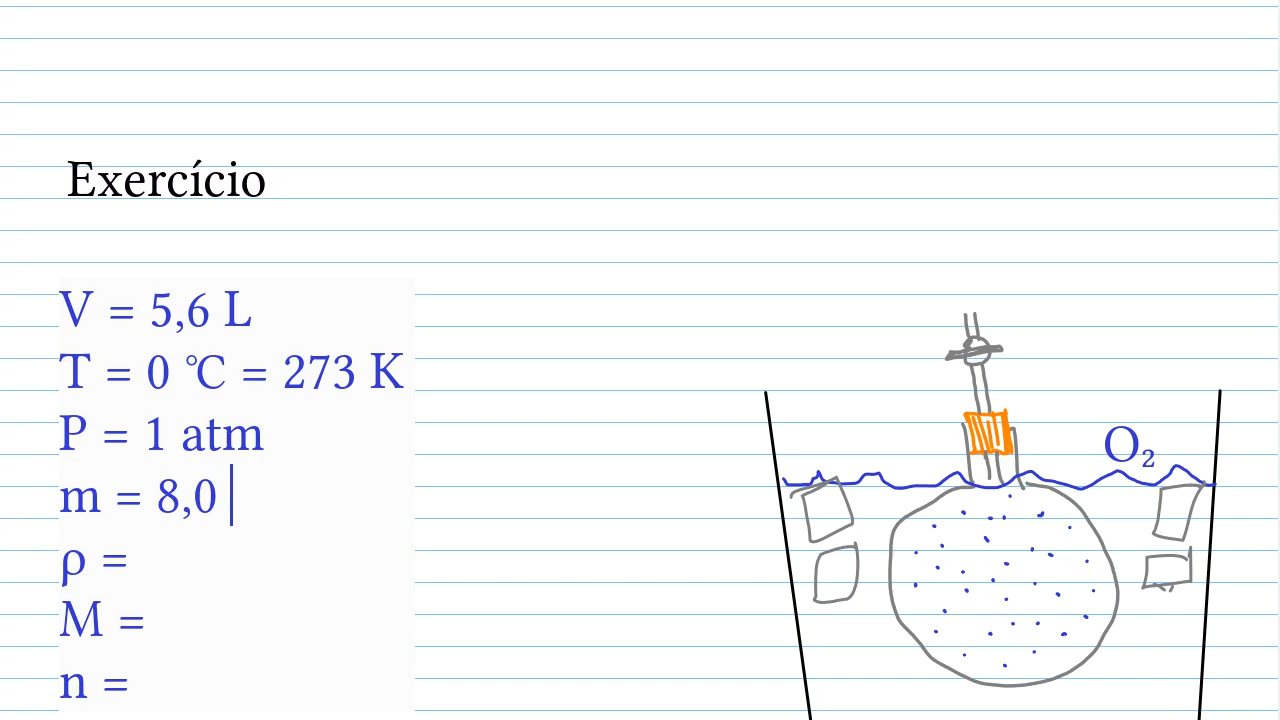 Exercício
V = 5,6 L
T = 0 ℃ = 273 K
P = 1 atm
m = 8,0
ρ =
M =
n =
O₂